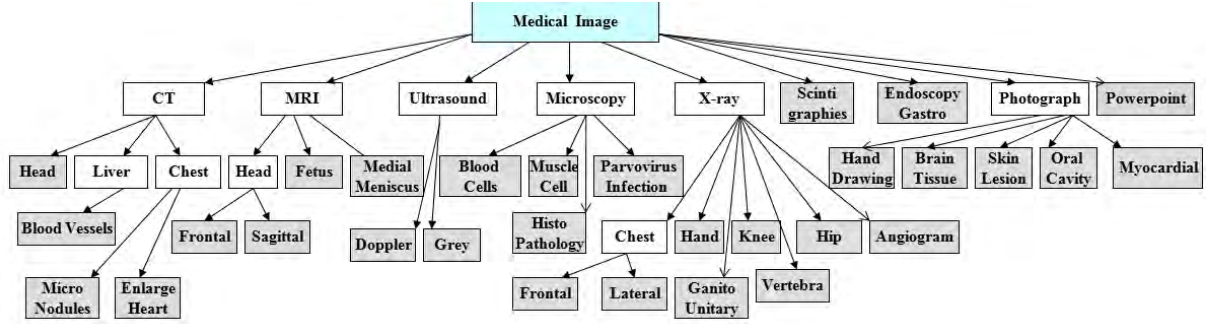 Medical Image
CT
MRI
Ultrasound
Microscopy
X-ray
Scinti
graphies
Endoscopy
Gastro
Photograph
Powerpoint
Head
Liver
Chest
Head
Fetus
Medial
Meniscus
Blood
Cells
Muscle
Cell
Parvovirus
Infection
Hand
Drawing
Brain
Tissue
Skin
Lesion
Oral
Cavity
Myocardial
Blood Vessels
Frontal
Sagittal
Doppler
Grey
Histo
Pathology
Chest
Hand
Knee
Hip
Angiogram
Micro
Nodules
Enlarge
Heart
Frontal
Lateral
Ganito
Unitary
Vertebra